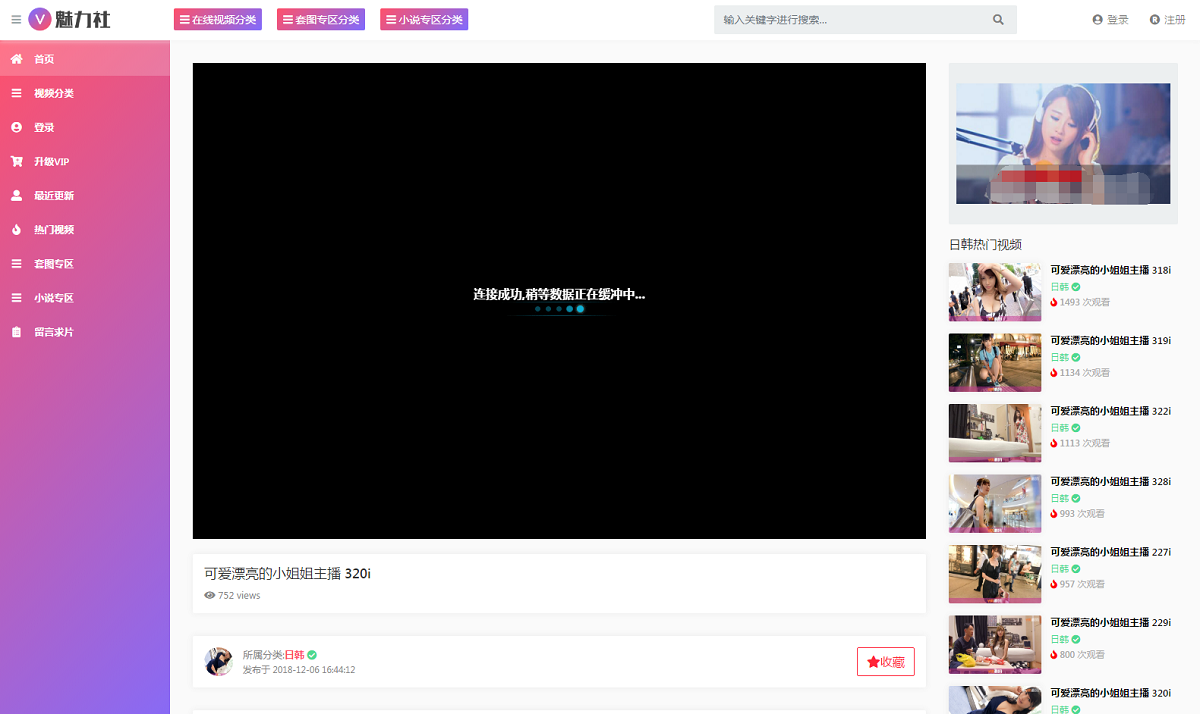 魅力社
在线视频分类
套图专区分类
小说专区分类
输入关键字进行搜索...
登录
注册
首页
视频分类
登录
升级VIP
最近更新
热门视频
套图专区
小说专区
留言求片
连接成功,稍等数据正在缓冲中...
可爱漂亮的小姐姐主播 320i
752 views
所属分类:日韩
发布于 2018-12-06 16:44:12
收藏
日韩热门视频
可爱漂亮的小姐姐主播 318i
日韩
1493 次观看
可爱漂亮的小姐姐主播 319i
日韩
1134 次观看
可爱漂亮的小姐姐主播 322i
日韩
1113 次观看
可爱漂亮的小姐姐主播 328i
日韩
993 次观看
可爱漂亮的小姐姐主播 227i
日韩
957 次观看
可爱漂亮的小姐姐主播 229i
日韩
800 次观看
可爱漂亮的小姐姐主播 320i
日韩